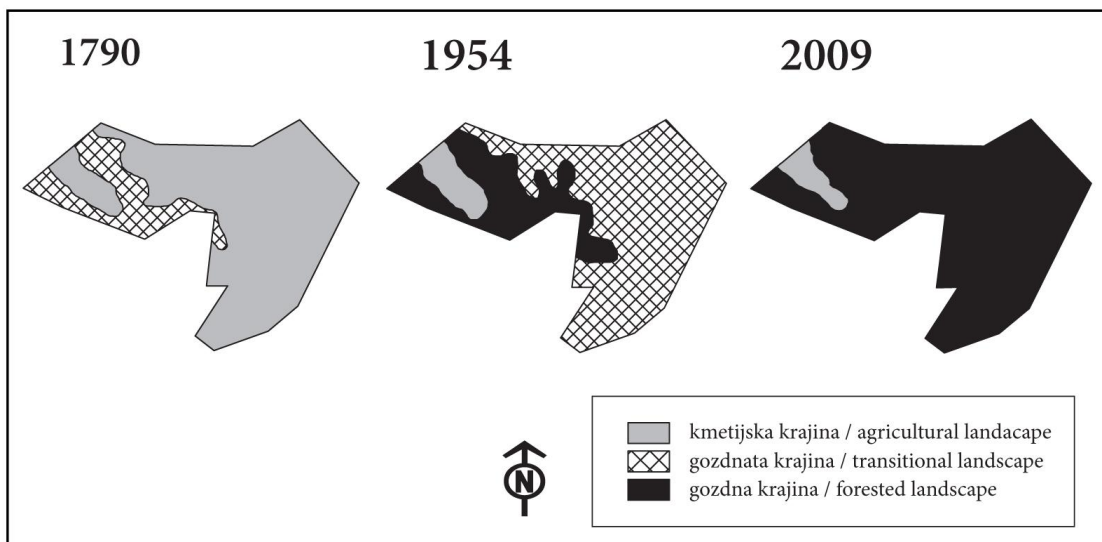 1790
1954
2009
kmetijska krajina / agricultural landacape
gozdnata krajina / transitional landscape
gozdna krajina / forested landscape
N